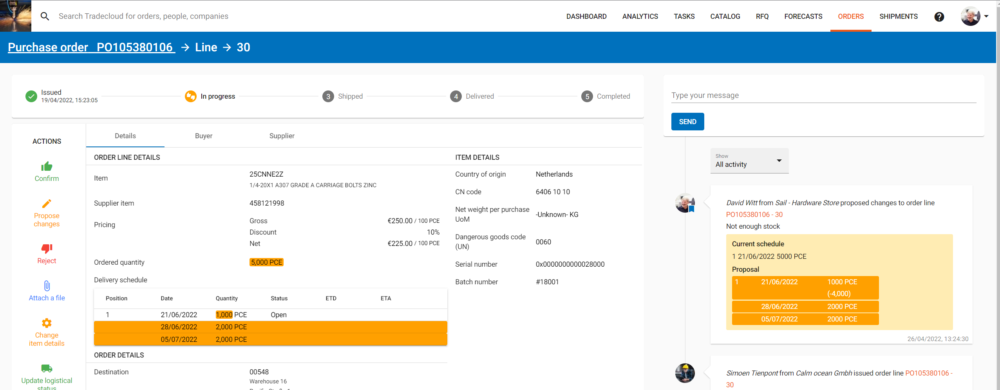 Search Tradecloud for orders, people, companies
DASHBOARD ANALYTICS TASKS CATALOG RFQ FORECASTS ORDERS SHIPMENTS
Purchase order PO105380106 → Line → 30
Issued
19/04/2022, 15:23:05
In progress
3 Shipped
4 Delivered
5 Completed
ACTIONS
Confirm
Propose
changes
Reject
Attach a file
Change
item details
Update logistical
status
Details Buyer Supplier
ORDER LINE DETAILS
Item 25CNNE2Z
1/4-20X1 A307 GRADE A CARRIAGE BOLTS ZINC
Supplier item 458121998
Pricing
Gross €250.00 / 100 PCE
Discount 10%
Net €225.00 / 100 PCE
Ordered quantity 5,000 PCE
Delivery schedule
Position Date Quantity Status ETD ETA
1 21/06/2022 1,000 PCE Open
28/06/2022 2,000 PCE
05/07/2022 2,000 PCE
ORDER DETAILS
Destination 00548
Warehouse 16
ITEM DETAILS
Country of origin Netherlands
CN code 6406 10 10
Net weight per purchase
UoM
-Unknown- KG
Dangerous goods code
(UN)
0060
Serial number 0x0000000000028000
Batch number #18001
Type your message
SEND
Show
All activity
David Witt from Sail - Hardware Store proposed changes to order line
PO105380106 - 30
Not enough stock
Current schedule
1 21/06/2022 5000 PCE
Proposal
1 21/06/2022 1000 PCE
(-4,000)
28/06/2022 2000 PCE
05/07/2022 2000 PCE
26/04/2022, 13:24:30
Simoen Tienpont from Calm ocean Gmbh issued order line PO105380106 -
30